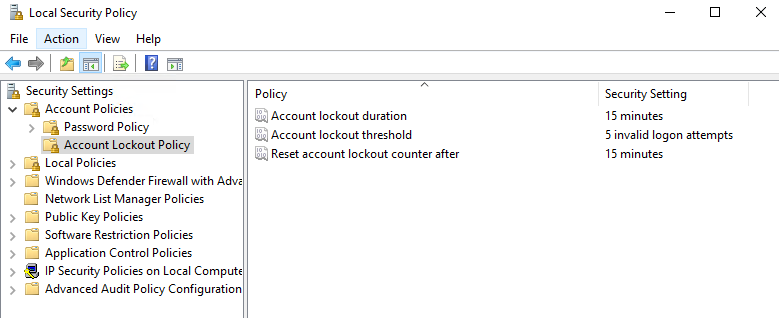 Local Security Policy
File Action View Help
Security Settings
Account Policies
Password Policy
Account Lockout Policy
Local Policies
Windows Defender Firewall with Adva
Network List Manager Policies
Public Key Policies
Software Restriction Policies
Application Control Policies
IP Security Policies on Local Compute
Advanced Audit Policy Configuration
Policy Security Setting
Account lockout duration 15 minutes
Account lockout threshold 5 invalid logon attempts
Reset account lockout counter after 15 minutes